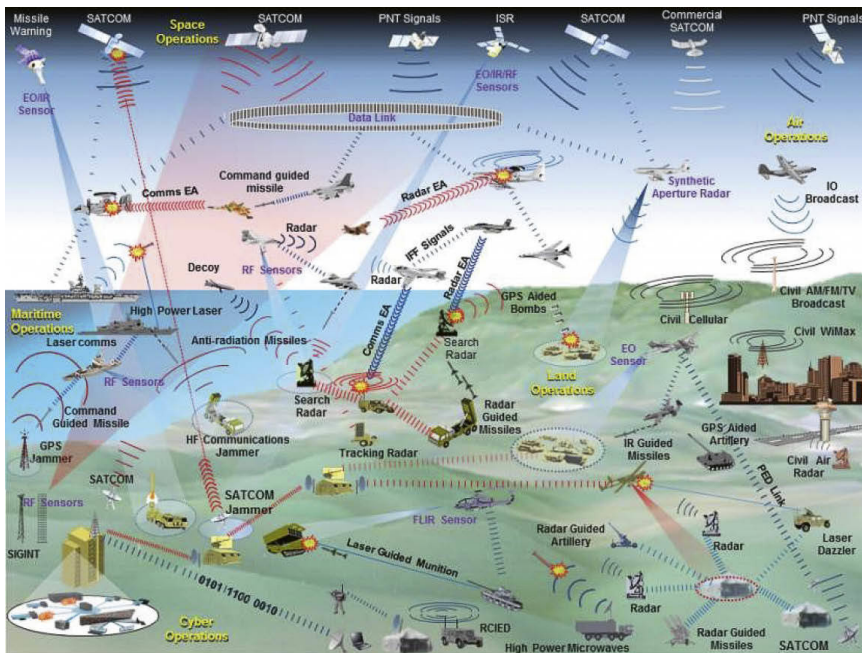 Missile
Warning
SATCOM
Space
Operations
SATCOM
PNT Signals
ISR
SATCOM
Commercial
SATCOM
PNT Signals
EO/IR
Sensor
EO/IR/RF
Sensors
Data Link
Air
Operations
Comms EA
Command guided
missile
Radar EA
Synthetic
Aperture Radar
IO
Broadcast
Radar
RF Sensors
IFF Signals
Radar
Radar EA
Decoy
GPS Aided
Bombs
Civil AM/FM/TV
Broadcast
Maritime
Operations
High Power Laser
Laser comms
Anti-radiation Missiles
Comms EA
Search
Radar
Civil Cellular
Civil WiMax
EO
Sensor
RF Sensors
Land
Operations
Command
Guided Missile
Search
Radar
Radar
Guided
Missiles
GPS
Jammer
HF Communications
Jammer
Tracking Radar
IR Guided
Missiles
GPS Aided
Artillery
Civil Air
Radar
RF Sensors
SATCOM
SATCOM
Jammer
FLIR Sensor
PED Link
SIGINT
Radar Guided
Artillery
Radar
Laser
Dazzler
Laser Guided Munition
0101/1100 0010
Radar
Cyber
Operations
RCIED
High Power Microwaves
Radar Guided
Missiles
SATCOM